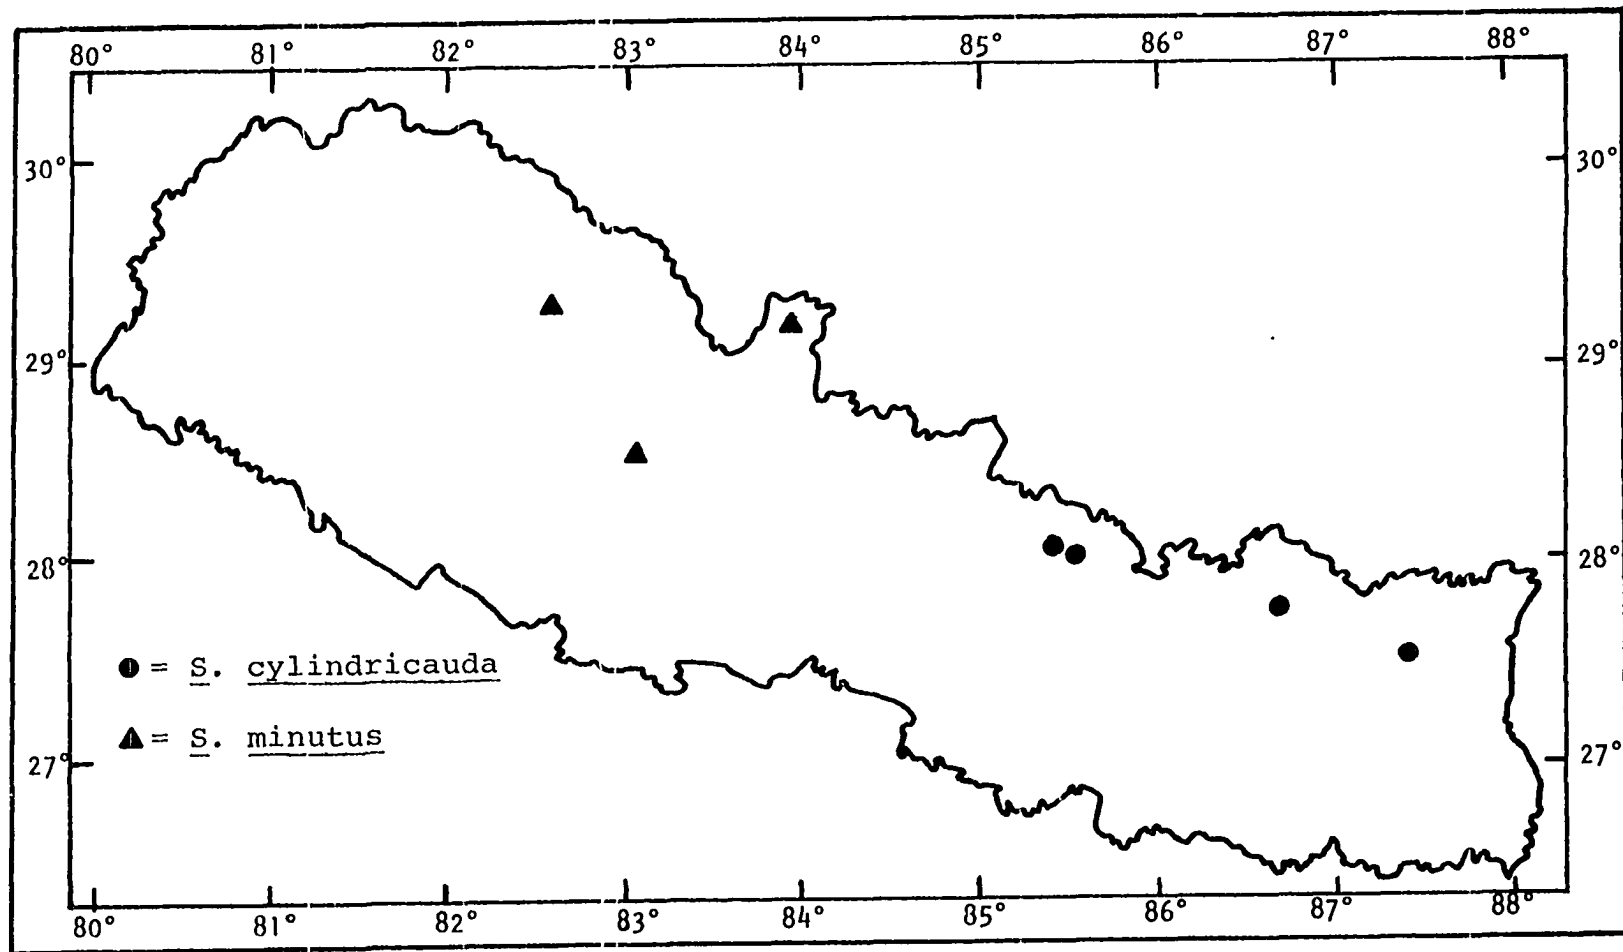 80° 81° 82° 83° 84° 85° 86° 87° 88°
30° 30°
29° 29°
28° 28°
● = S. cylindricauda
▲ = S. minutus
27° 27°
80° 81° 82° 83° 84° 85° 86° 87° 88°